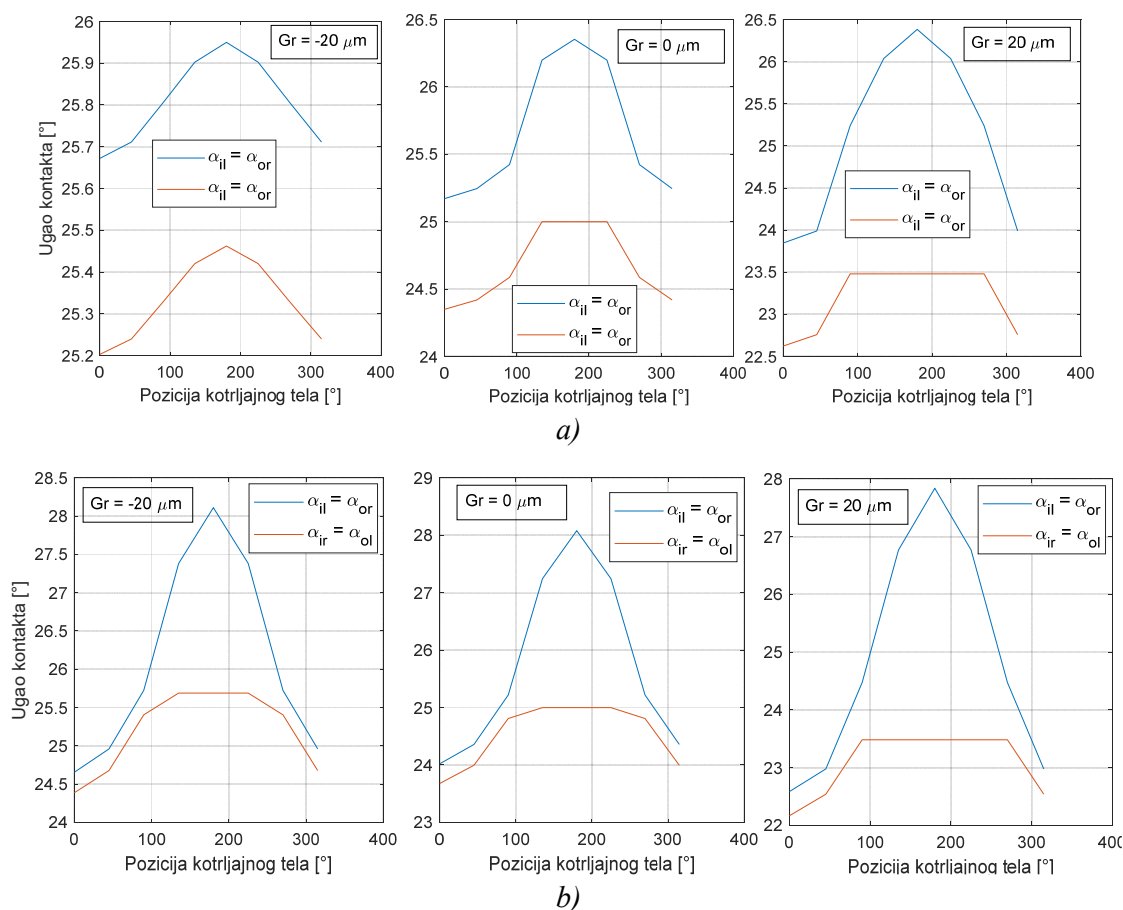 Gr = -20 μm
26
25.9
25.8
25.7
25.6
25.5
25.4
25.3
25.2
0
100
200
300
400
Ugao kontakta [°]
Pozicija kotrljajnog tela [°]
α_il = α_or
α_il = α_or
Gr = 0 μm
26.5
26
25.5
25
24.5
24
0
100
200
300
400
Pozicija kotrljajnog tela [°]
α_il = α_or
α_il = α_or
Gr = 20 μm
26.5
26
25.5
25
24.5
24
23.5
23
22.5
0
100
200
300
400
Pozicija kotrljajnog tela [°]
α_il = α_or
α_il = α_or
a)
Gr = -20 μm
28.5
28
27.5
27
26.5
26
25.5
25
24.5
24
0
100
200
300
400
Ugao kontakta [°]
Pozicija kotrljajnog tela [°]
α_il = α_or
α_ir = α_ol
Gr = 0 μm
29
28
27
26
25
24
23
0
100
200
300
400
Pozicija kotrljajnog tela [°]
α_il = α_or
α_ir = α_ol
Gr = 20 μm
28
27
26
25
24
23
22
0
100
200
300
400
Pozicija kotrljajnog tela [°]
α_il = α_or
α_ir = α_ol
b)